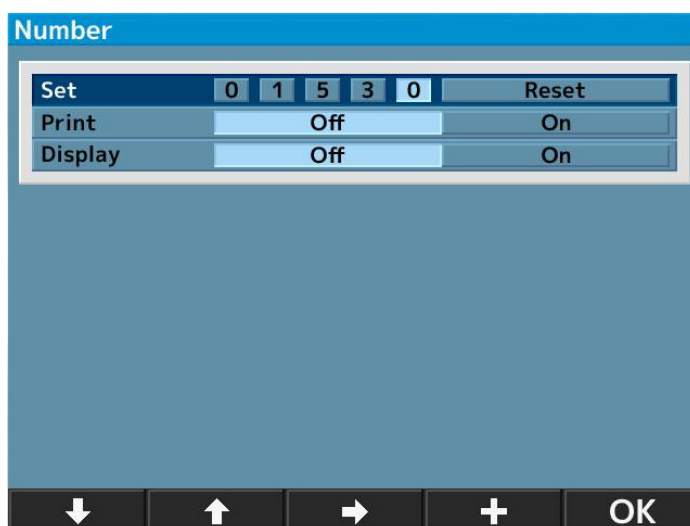 Number
Set 0 1 5 3 0 Reset
Print Off On
Display Off On
OK